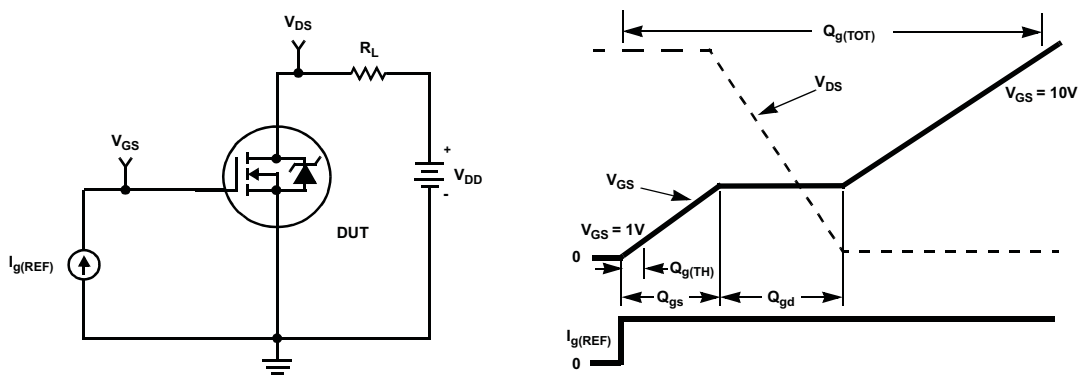 V_DS
R_L
V_GS
+
V_DD
-
DUT
I_g(REF)
Q_g(TOT)
V_DS
V_GS = 10V
V_GS
V_GS = 1V
0
Q_g(TH)
Q_gs
Q_gd
I_g(REF)
0